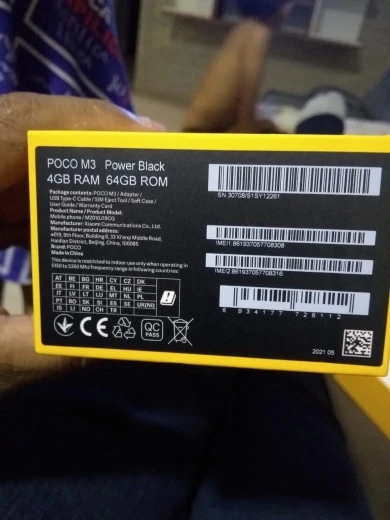 POCO M3 Power Black
4GB RAM 64GB ROM
Package contents: POCO M3 / Adapter /
USB Type-C Cable / SIM Eject Tool / Soft Case /
User Guide / Warranty Card
Product Name / Product Model:
Mobile phone / M2010J19CG
Manufacturer: Xiaomi Communications Co., Ltd.
Manufacturer postal address:
#019, 9th Floor, Building 6, 33 Xi'erqi Middle Road,
Haidian District, Beijing, China, 100085
Brand: POCO
Made in China
This device is restricted to indoor use only when operating in
5150 to 5350 Mhz frequency range in following countries:
AT BE BG HR CY CZ DK
EE FI FR DE EL HU IE
IT LV LT LU MT NL PL
PT RO SK SI ES SE UK(NI)
IS LI NO CH TR
CE
QC
PASS
SN:30708/S1SY12261
IMEI1:861937057708308
IMEI2:861937057708316
6 934177 728112
2021.05